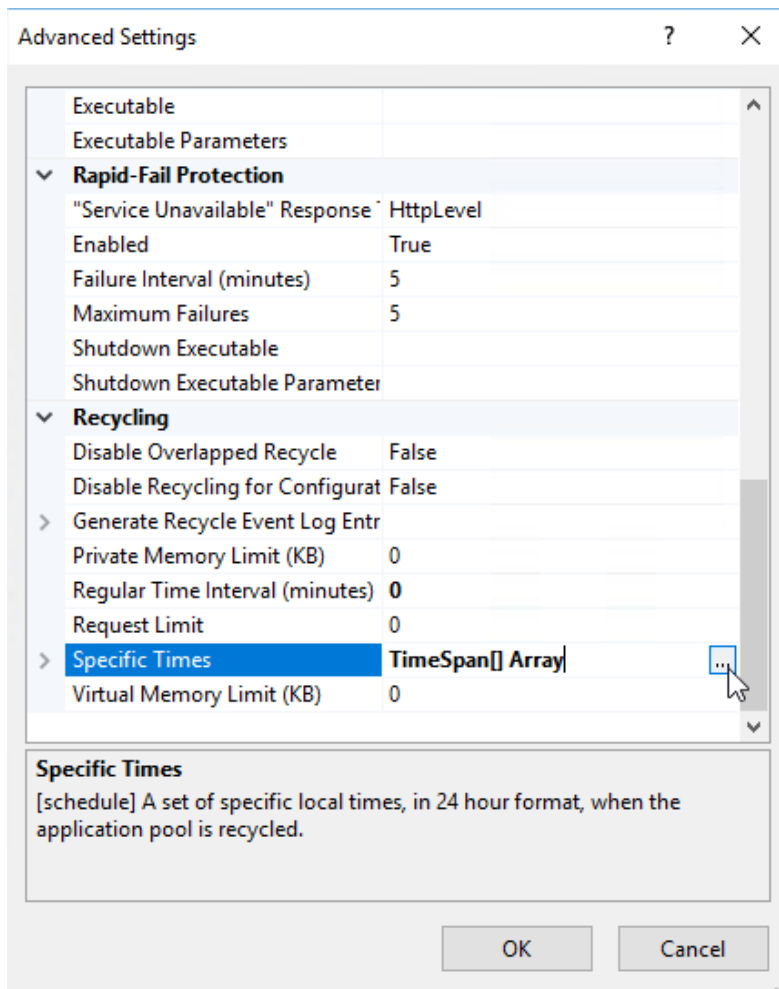 Advanced Settings ?
Executable
Executable Parameters
Rapid-Fail Protection
"Service Unavailable" Response HttpLevel
Enabled True
Failure Interval (minutes) 5
Maximum Failures 5
Shutdown Executable
Shutdown Executable Parameter
Recycling
Disable Overlapped Recycle False
Disable Recycling for Configurat False
Generate Recycle Event Log Entr
Private Memory Limit (KB) 0
Regular Time Interval (minutes) 0
Request Limit 0
Specific Times TimeSpan[] Array ...
Virtual Memory Limit (KB) 0
Specific Times
[schedule] A set of specific local times, in 24 hour format, when the
application pool is recycled.
OK Cancel